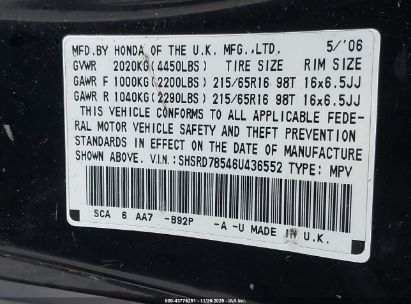 MFD.BY HONDA OF THE U.K. MFG.,LTD. 5/'06
GVWR 2020KG(4450LBS) TIRE SIZE RIM SIZE
GAWR F 1000KG(2200LBS) 215/65R16 98T 16x6.5JJ
GAWR R 1040KG(2290LBS) 215/65R16 98T 16x6.5JJ
THIS VEHICLE CONFORMS TO ALL APPLICABLE FEDE-
RAL MOTOR VEHICLE SAFETY AND THEFT PREVENTION
STANDARDS IN EFFECT ON THE DATE OF MANUFACTURE
SHOWN ABOVE. V.I.N.: SHSRD78546U436552 TYPE: MPV
SCA 6 AA7 -B92P -A -U MADE IN U.K.